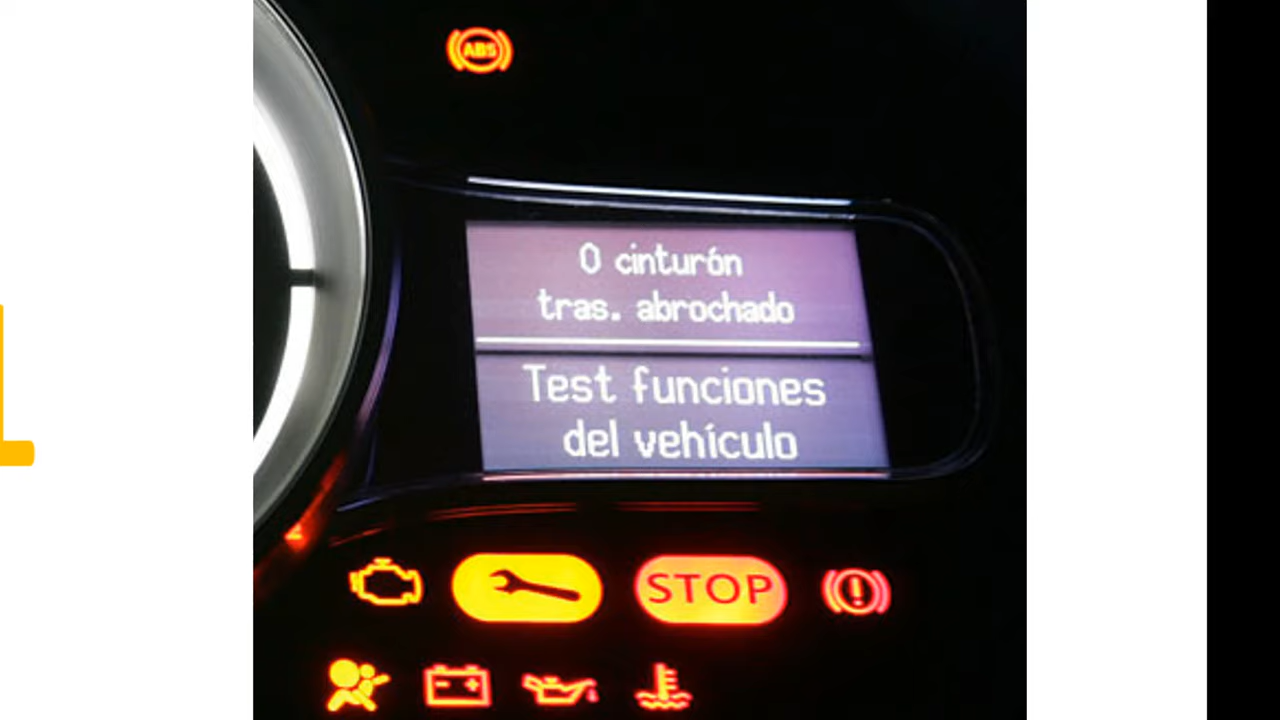 ABS
0 cinturón
tras. abrochado
Test funciones
del vehículo
STOP